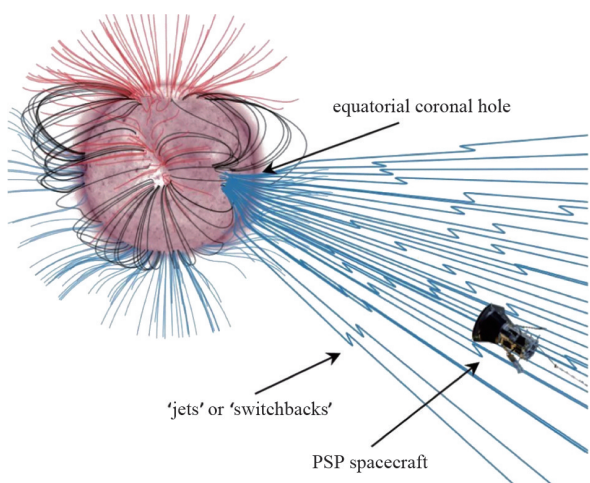 equatorial coronal hole
'jets' or 'switchbacks'
PSP spacecraft